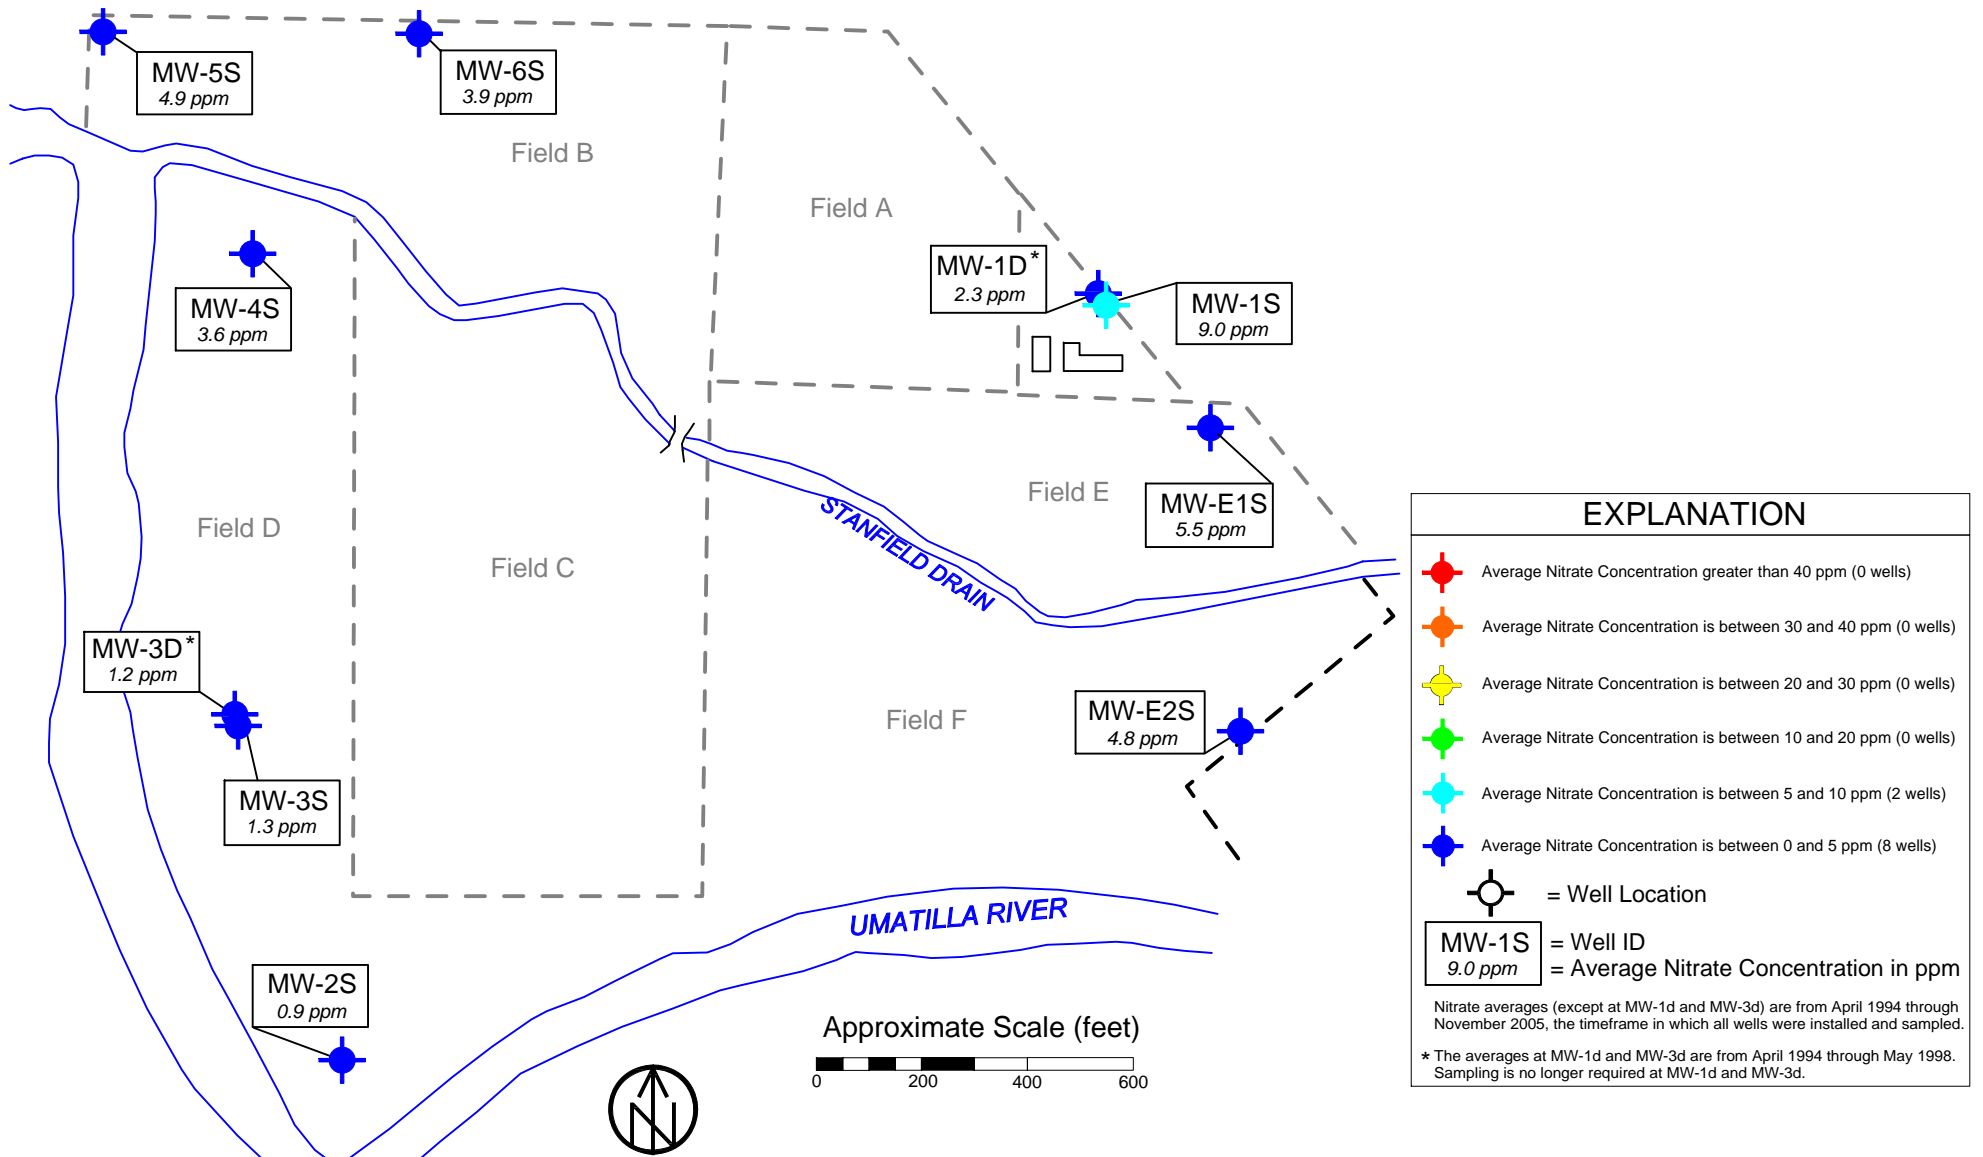 MW-5S
4.9 ppm
MW-6S
3.9 ppm
Field B
Field A
MW-1D*
2.3 ppm
MW-1S
9.0 ppm
MW-4S
3.6 ppm
Field E
MW-E1S
5.5 ppm
STANFIELD DRAIN
Field D
Field C
MW-3D*
1.2 ppm
MW-3S
1.3 ppm
Field F
MW-E2S
4.8 ppm
UMATILLA RIVER
MW-2S
0.9 ppm
N
Approximate Scale (feet)
0 200 400 600
EXPLANATION
Average Nitrate Concentration greater than 40 ppm (0 wells)
Average Nitrate Concentration is between 30 and 40 ppm (0 wells)
Average Nitrate Concentration is between 20 and 30 ppm (0 wells)
Average Nitrate Concentration is between 10 and 20 ppm (0 wells)
Average Nitrate Concentration is between 5 and 10 ppm (2 wells)
Average Nitrate Concentration is between 0 and 5 ppm (8 wells)
= Well Location
MW-1S = Well ID
9.0 ppm = Average Nitrate Concentration in ppm
Nitrate averages (except at MW-1d and MW-3d) are from April 1994 through
November 2005, the timeframe in which all wells were installed and sampled.
* The averages at MW-1d and MW-3d are from April 1994 through May 1998.
Sampling is no longer required at MW-1d and MW-3d.